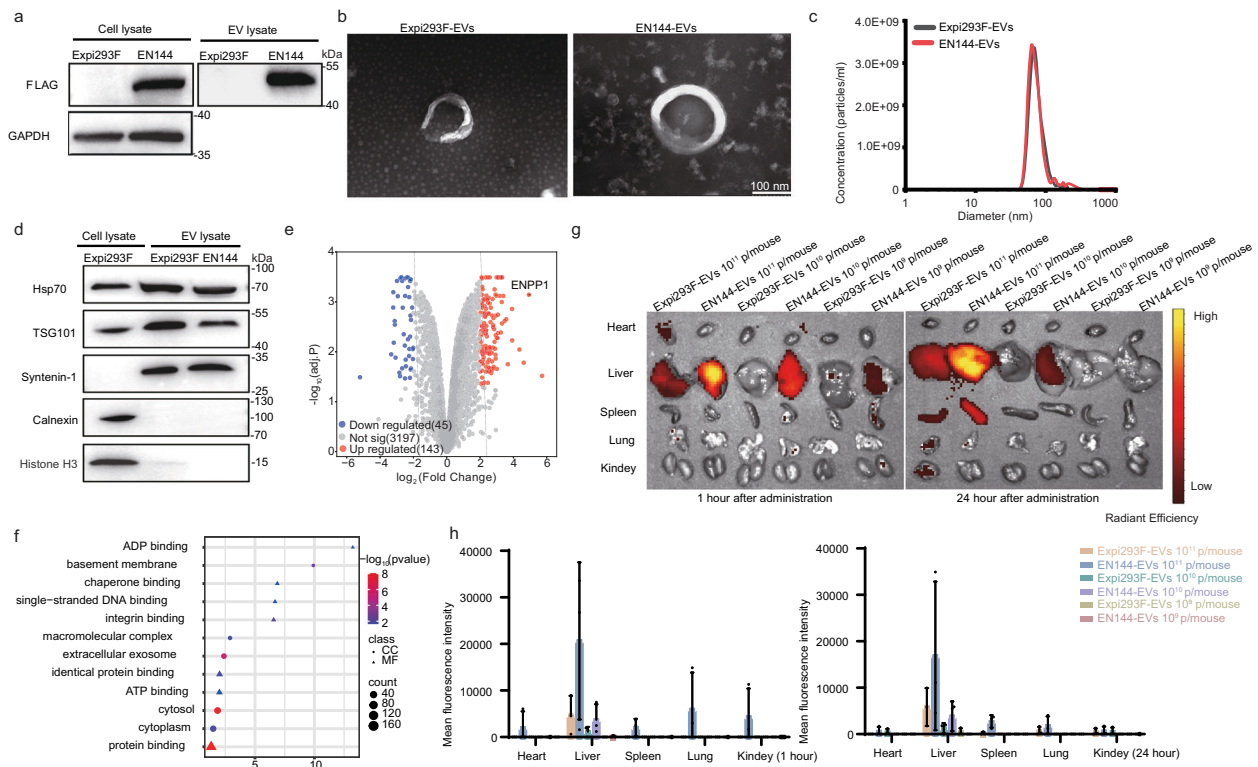 a
Cell lysate
EV lysate
Expi293F
EN144
Expi293F
EN144
kDa
FLAG
-55
-40
-40
GAPDH
-35
b
Expi293F-EVs
EN144-EVs
100 nm
c
Expi293F-EVs
EN144-EVs
Concentration (particles/ml)
4.0E+09
2.0E+09
0
1
10
100
1000
Diameter (nm)
d
Cell lysate
EV lysate
Expi293F
Expi293F
EN144
kDa
-100
Hsp70
-70
-55
TSG101
-40
-35
Syntenin-1
-25
-130
Calnexin
-100
-70
Histone H3
-15
e
-log10(adj.P)
4
3
2
1
0
ENPP1
Down regulated(45)
Not sig(3197)
Up regulated(143)
-6
-2
0
2
4
6
log2(Fold Change)
g
Expi293F-EVs 10¹¹ p/mouse
EN144-EVs 10¹¹ p/mouse
Expi293F-EVs 10¹⁰ p/mouse
EN144-EVs 10¹⁰ p/mouse
Expi293F-EVs 10⁹ p/mouse
EN144-EVs 10⁹ p/mouse
Expi293F-EVs 10¹¹ p/mouse
EN144-EVs 10¹¹ p/mouse
Expi293F-EVs 10¹⁰ p/mouse
EN144-EVs 10¹⁰ p/mouse
Expi293F-EVs 10⁹ p/mouse
EN144-EVs 10⁹ p/mouse
Heart
Liver
Spleen
Lung
Kindey
1 hour after administration
24 hour after administration
High
Low
Radiant Efficiency
f
ADP binding
basement membrane
chaperone binding
single-stranded DNA binding
integrin binding
macromolecular complex
extracellular exosome
identical protein binding
ATP binding
cytosol
cytoplasm
protein binding
5
10
-log10(pvalue)
8
6
4
2
class
CC
MF
count
40
80
120
160
h
Mean fluorescence intensity
40000
30000
20000
10000
0
Heart
Liver
Spleen
Lung
Kindey (1 hour)
Mean fluorescence intensity
40000
30000
20000
10000
0
Heart
Liver
Spleen
Lung
Kindey (24 hour)
Expi293F-EVs 10¹¹ p/mouse
EN144-EVs 10¹¹ p/mouse
Expi293F-EVs 10¹⁰ p/mouse
EN144-EVs 10¹⁰ p/mouse
Expi293F-EVs 10⁹ p/mouse
EN144-EVs 10⁹ p/mouse